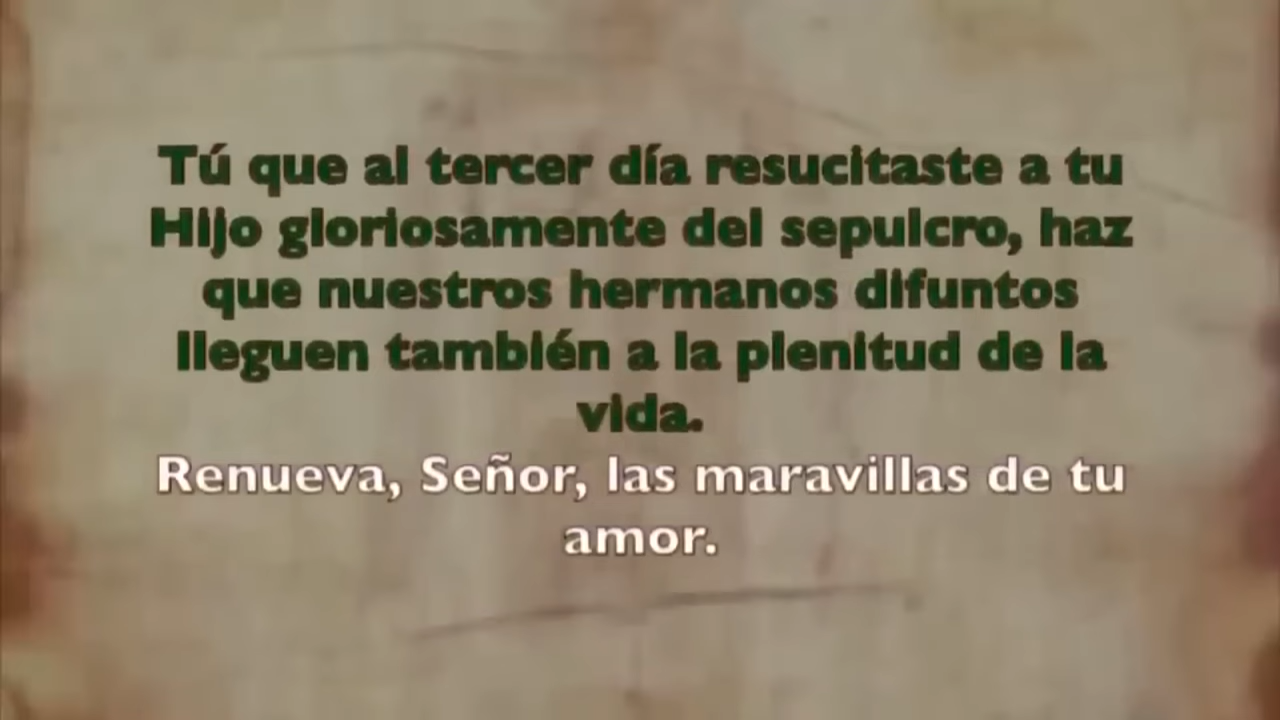 Tú que al tercer día resucitaste a tu
Hijo gloriosamente del sepulcro, haz
que nuestros hermanos difuntos
lleguen también a la plenitud de la
vida.
Renueva, Señor, las maravillas de tu
amor.